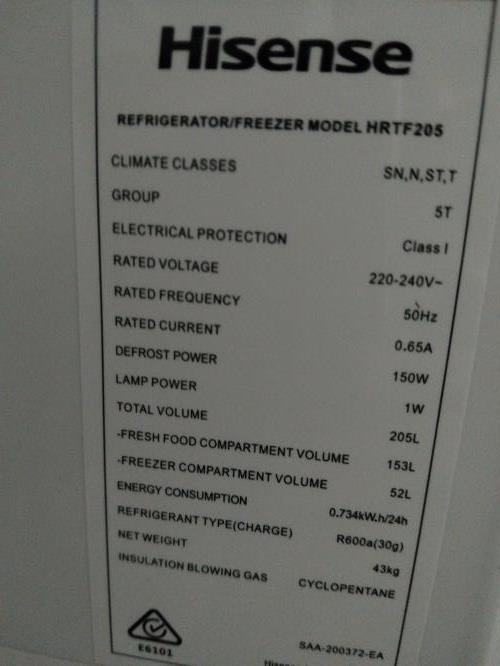 Hisense
REFRIGERATOR/FREEZER MODEL HRTF205
CLIMATE CLASSES SN,N,ST,T
GROUP 5T
ELECTRICAL PROTECTION Class I
RATED VOLTAGE 220-240V~
RATED FREQUENCY 50Hz
RATED CURRENT 0.65A
DEFROST POWER 150W
LAMP POWER 1W
TOTAL VOLUME 205L
-FRESH FOOD COMPARTMENT VOLUME 153L
-FREEZER COMPARTMENT VOLUME 52L
ENERGY CONSUMPTION 0.734kW.h/24h
REFRIGERANT TYPE(CHARGE) R600a(30g)
NET WEIGHT 43kg
INSULATION BLOWING GAS CYCLOPENTANE
E6101
SAA-200372-EA